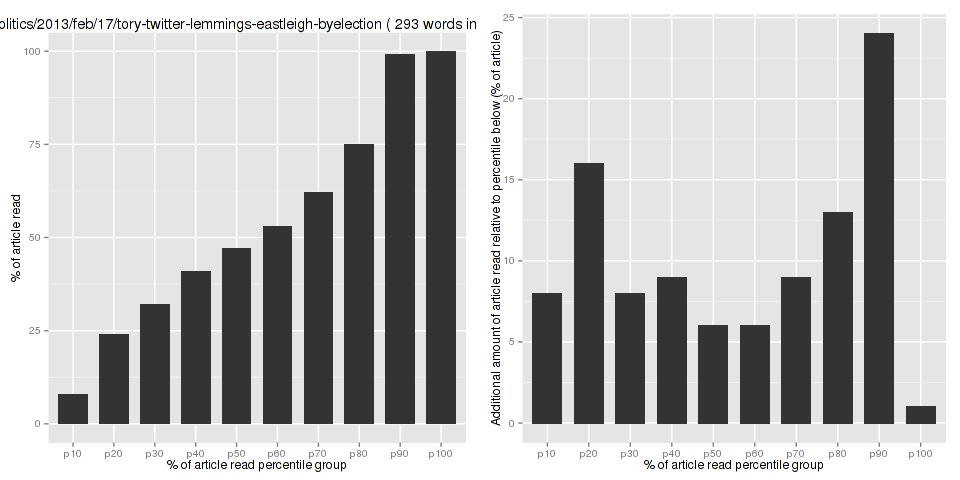 olitics/2013/feb/17/tory-twitter-lemmings-eastleigh-byelection ( 293 words in
% of article read
100
75
50
25
0
p10 p20 p30 p40 p50 p60 p70 p80 p90 p100
% of article read percentile group
Additional amount of article read relative to percentile below (% of article)
25
20
15
10
5
0
p10 p20 p30 p40 p50 p60 p70 p80 p90 p100
% of article read percentile group